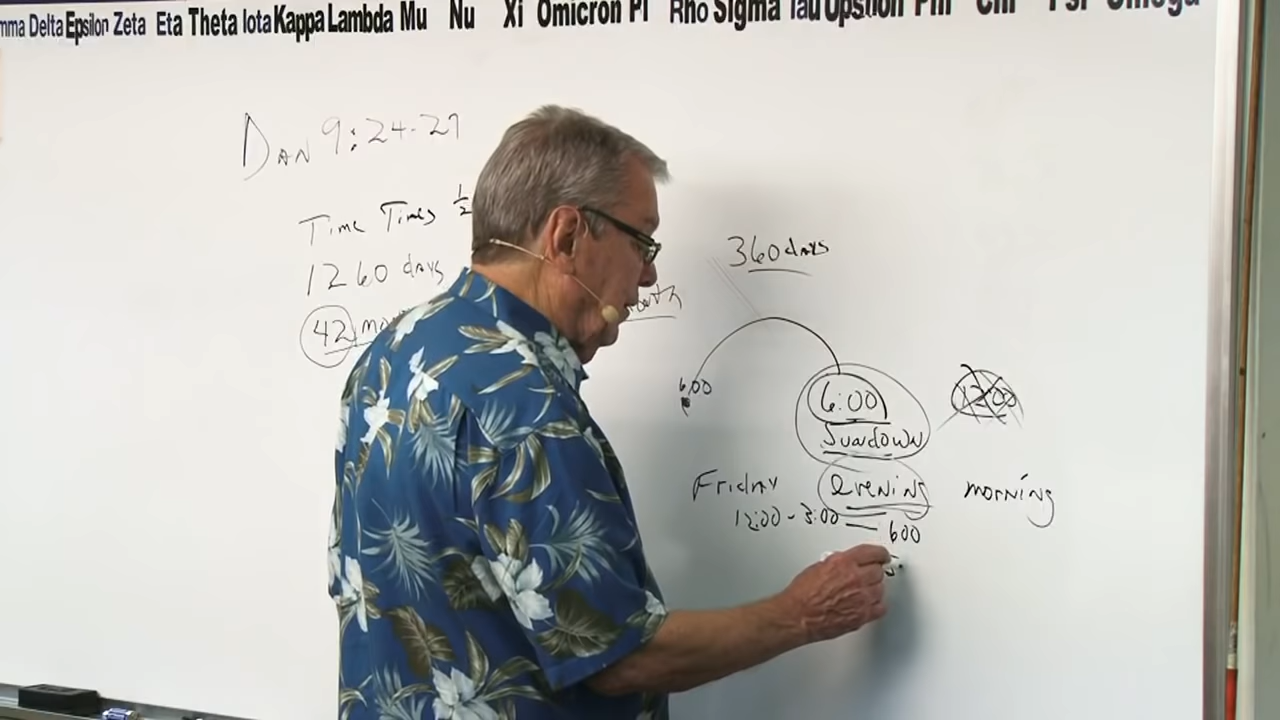 Delta Epsilon Zeta Eta Theta Iota Kappa Lambda Mu Nu Xi Omicron Pi Rho Sigma Tau Upsilon Phi Chi Psi Omega
Dan 9:24-27
Time Times 1/2
1260 days
42
360 days
6:00
6:00
12:00
Sundown
Friday evening morning
12:00 - 3:00
600